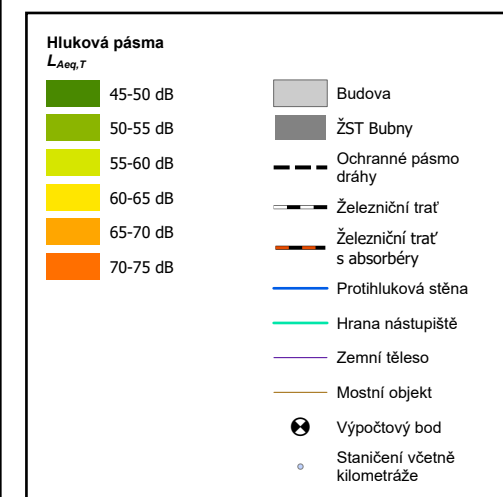 Hluková pásma
LAeq,T
45-50 dB
50-55 dB
55-60 dB
60-65 dB
65-70 dB
70-75 dB
Budova
ŽST Bubny
Ochranné pásmo
dráhy
Železniční trať
Železniční trať
s absorbéry
Protihluková stěna
Hrana nástupiště
Zemní těleso
Mostní objekt
Výpočtový bod
Staničení včetně
kilometráže